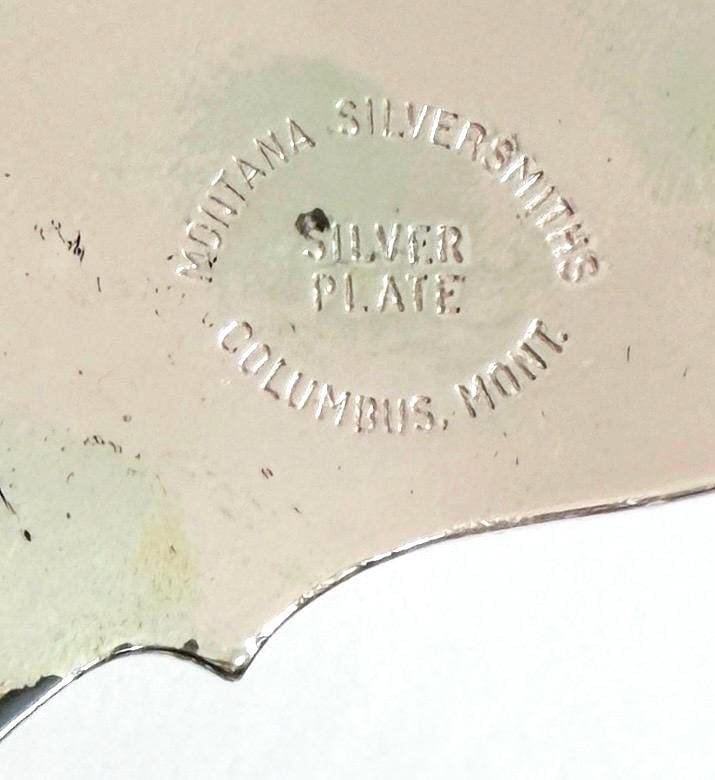 MONTANA SILVERSMITHS
SILVER
PLATE
COLUMBUS, MONT.